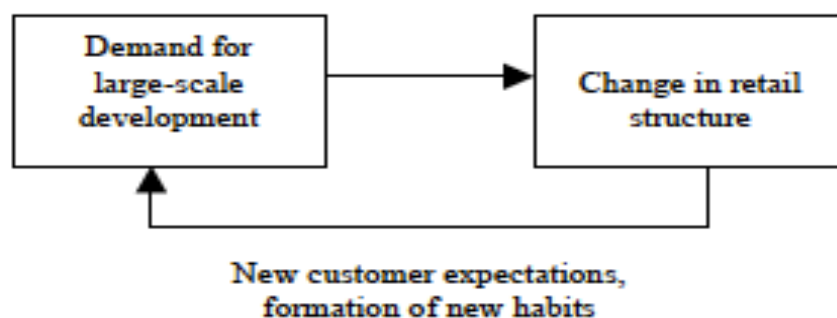 Demand for
large-scale
development
Change in retail
structure
New customer expectations,
formation of new habits